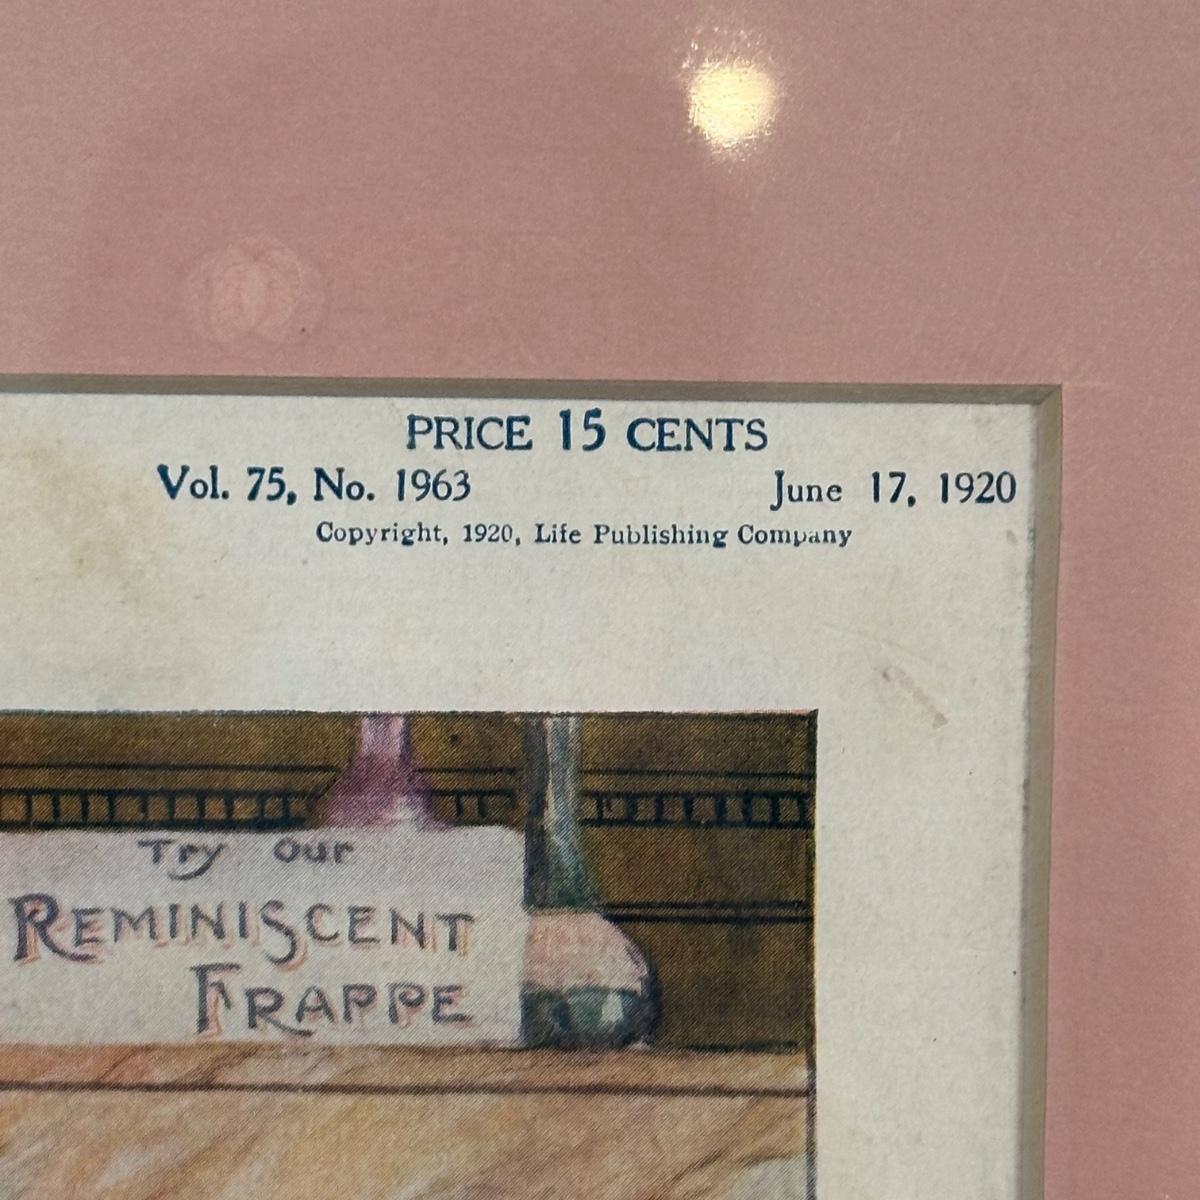 PRICE 15 CENTS
Vol. 75, No. 1963 June 17, 1920
Copyright, 1920, Life Publishing Company
Try Our
REMINISCENT
FRAPPE